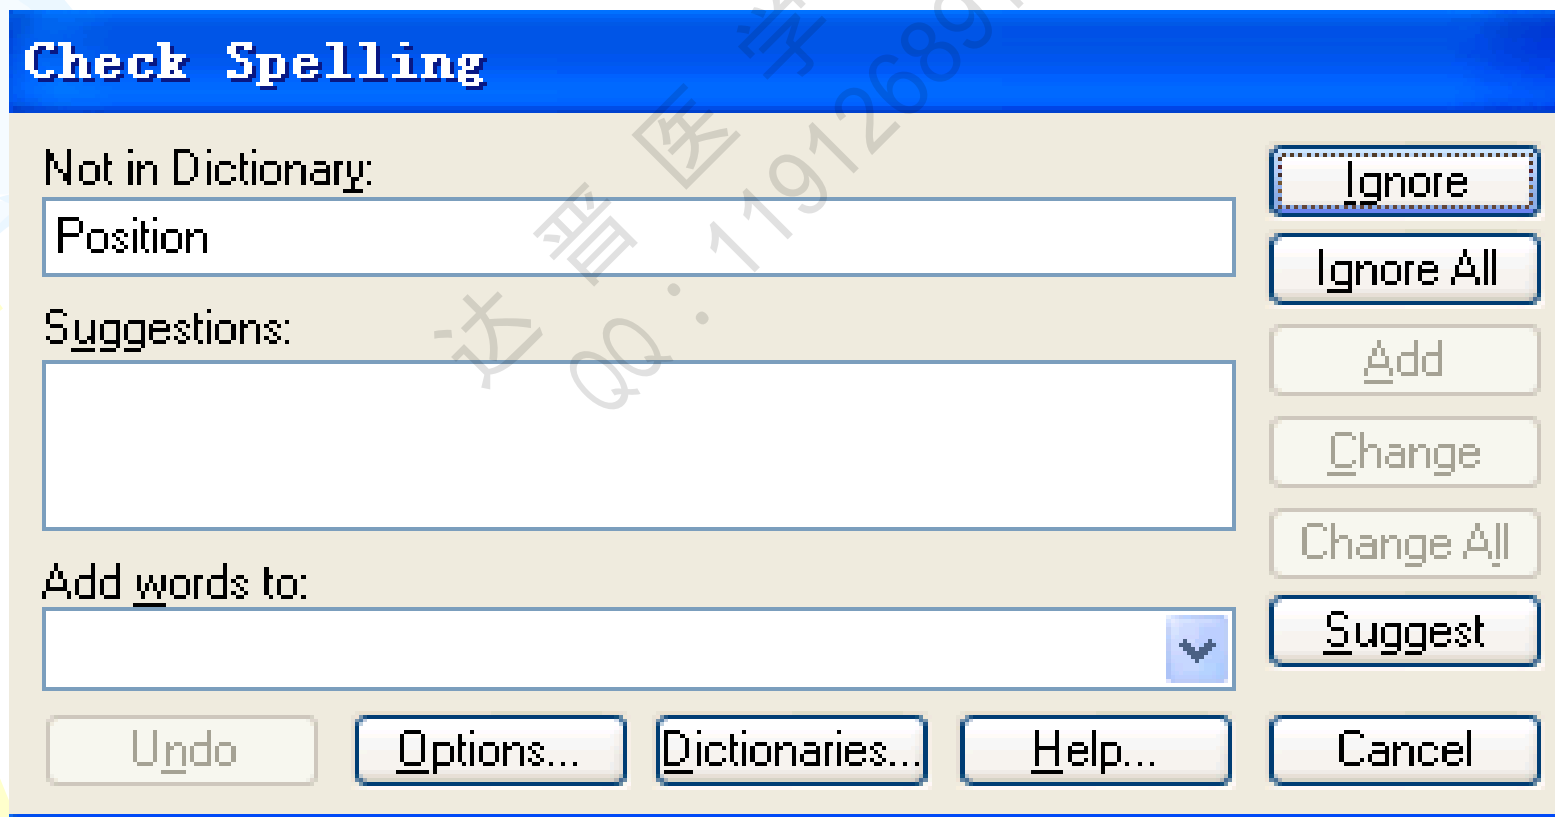 Check Spelling
Not in Dictionary:
Position
Suggestions:
Add words to:
Ignore
Ignore All
Add
Change
Change All
Suggest
Undo
Options...
Dictionaries...
Help...
Cancel
达晋医学
QQ：11912689